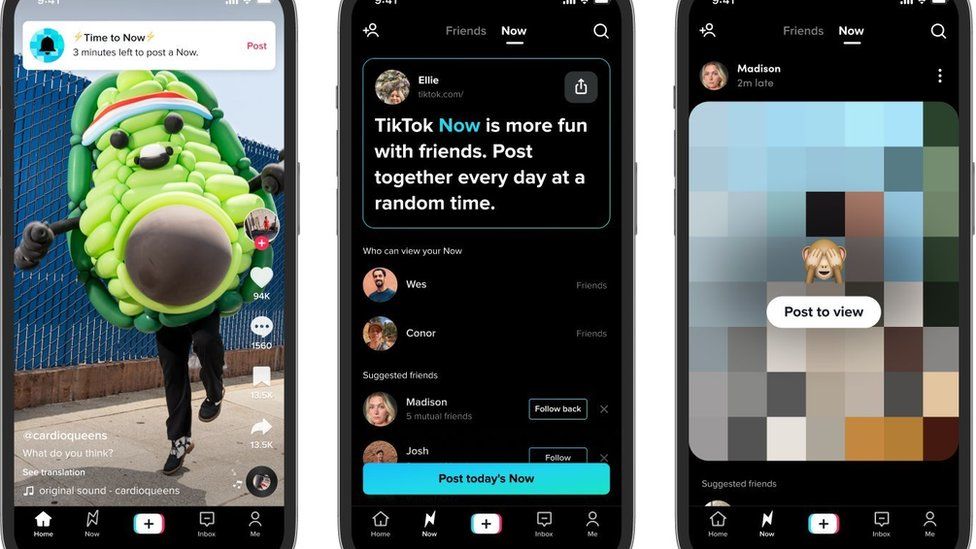 9:41
⚡Time to Now⚡
3 minutes left to post a Now.
Post
94K
1560
13.5K
13.5K
@cardioqueens
What do you think?
See translation
original sound - cardioqueens
Home
Now
Inbox
Me
9:41
Friends
Now
Ellie
tiktok.com/
TikTok Now is more fun
with friends. Post
together every day at a
random time.
Who can view your Now
Wes
Friends
Conor
Friends
Suggested friends
Madison
5 mutual friends
Follow back
Josh
Follow
Post today's Now
Home
Now
Inbox
Me
9:41
Friends
Now
Madison
2m late
Post to view
Suggested friends
Home
Now
Inbox
Me